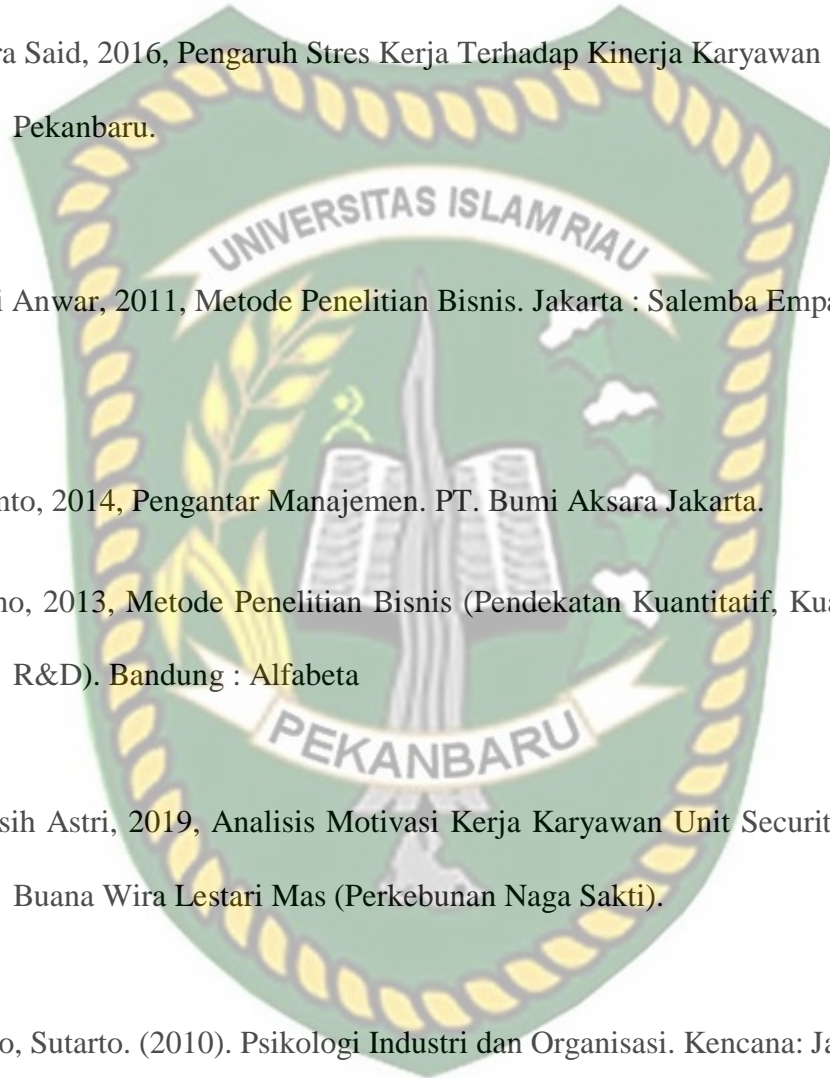 ra Said, 2016, Pengaruh Stres Kerja Terhadap Kinerja Karyawan
Pekanbaru.
UNIVERSITAS ISLAM RIAU
i Anwar, 2011, Metode Penelitian Bisnis. Jakarta : Salemba Empa
nto, 2014, Pengantar Manajemen. PT. Bumi Aksara Jakarta.
no, 2013, Metode Penelitian Bisnis (Pendekatan Kuantitatif, Kua
R&D). Bandung : Alfabeta
PEKANBARU
sih Astri, 2019, Analisis Motivasi Kerja Karyawan Unit Securit
Buana Wira Lestari Mas (Perkebunan Naga Sakti).
o, Sutarto. (2010). Psikologi Industri dan Organisasi. Kencana: Ja